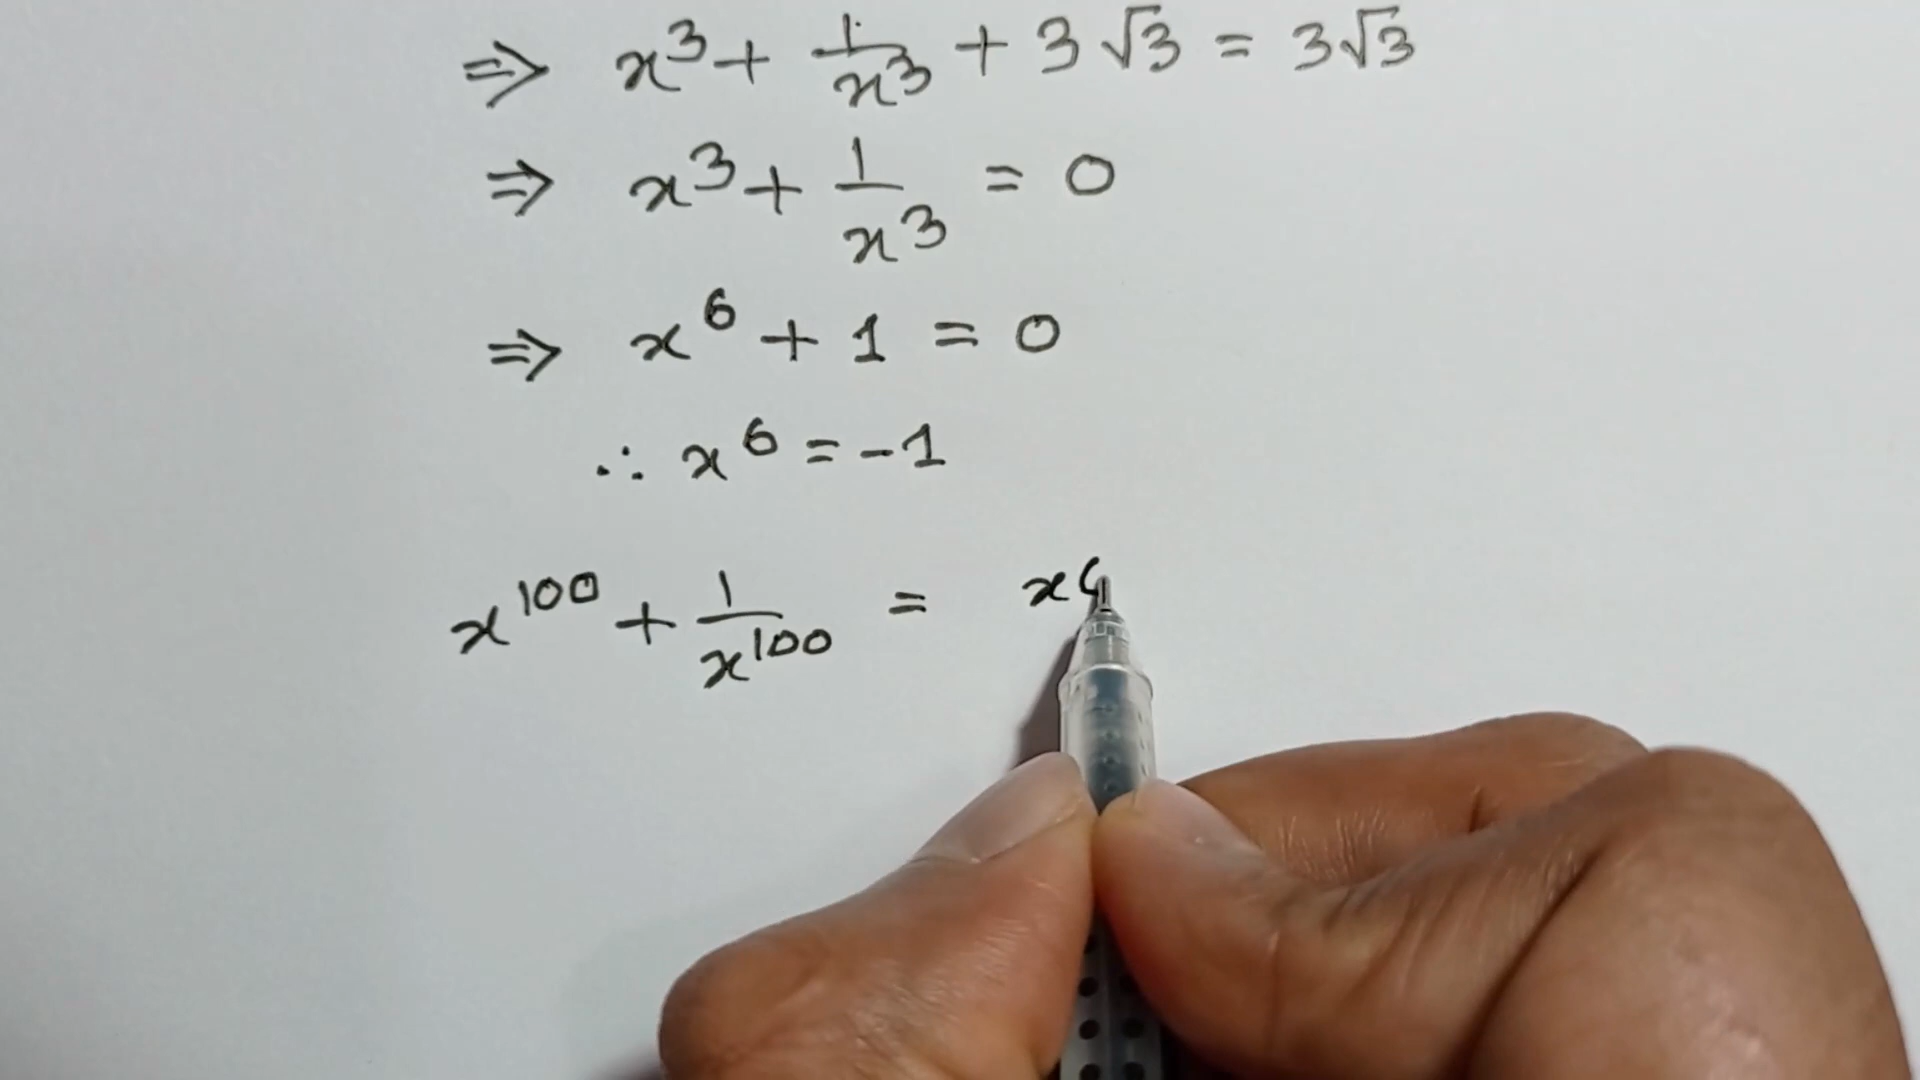 ⇒ x³ + 1/x³ + 3√3 = 3√3
⇒ x³ + 1/x³ = 0
⇒ x⁶ + 1 = 0
∴ x⁶ = -1
x¹⁰⁰ + 1/x¹⁰⁰ = x